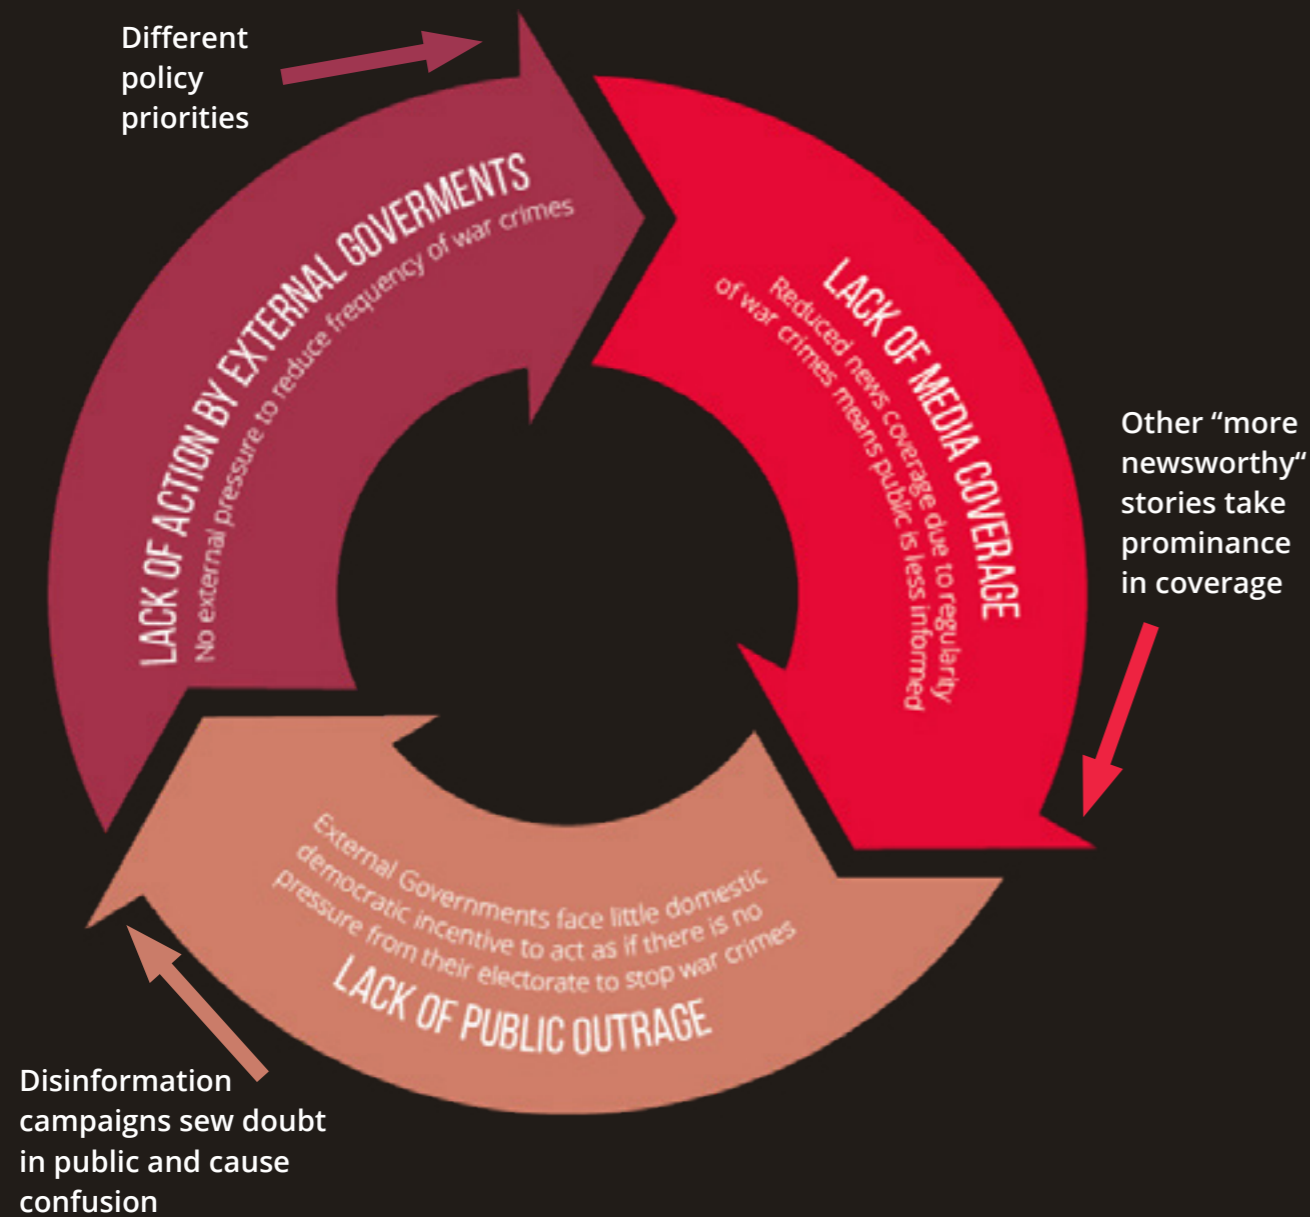 Different
policy
priorities
LACK OF ACTION BY EXTERNAL GOVERMENTS
No external pressure to reduce frequency of war crimes
LACK OF MEDIA COVERAGE
Reduced news coverage due to regularity
of war crimes means public is less informed
Other “more
newsworthy“
stories take
prominance
in coverage
External Governments face little domestic
democratic incentive to act as if there is no
pressure from their electorate to stop war crimes
LACK OF PUBLIC OUTRAGE
Disinformation
campaigns sew doubt
in public and cause
confusion